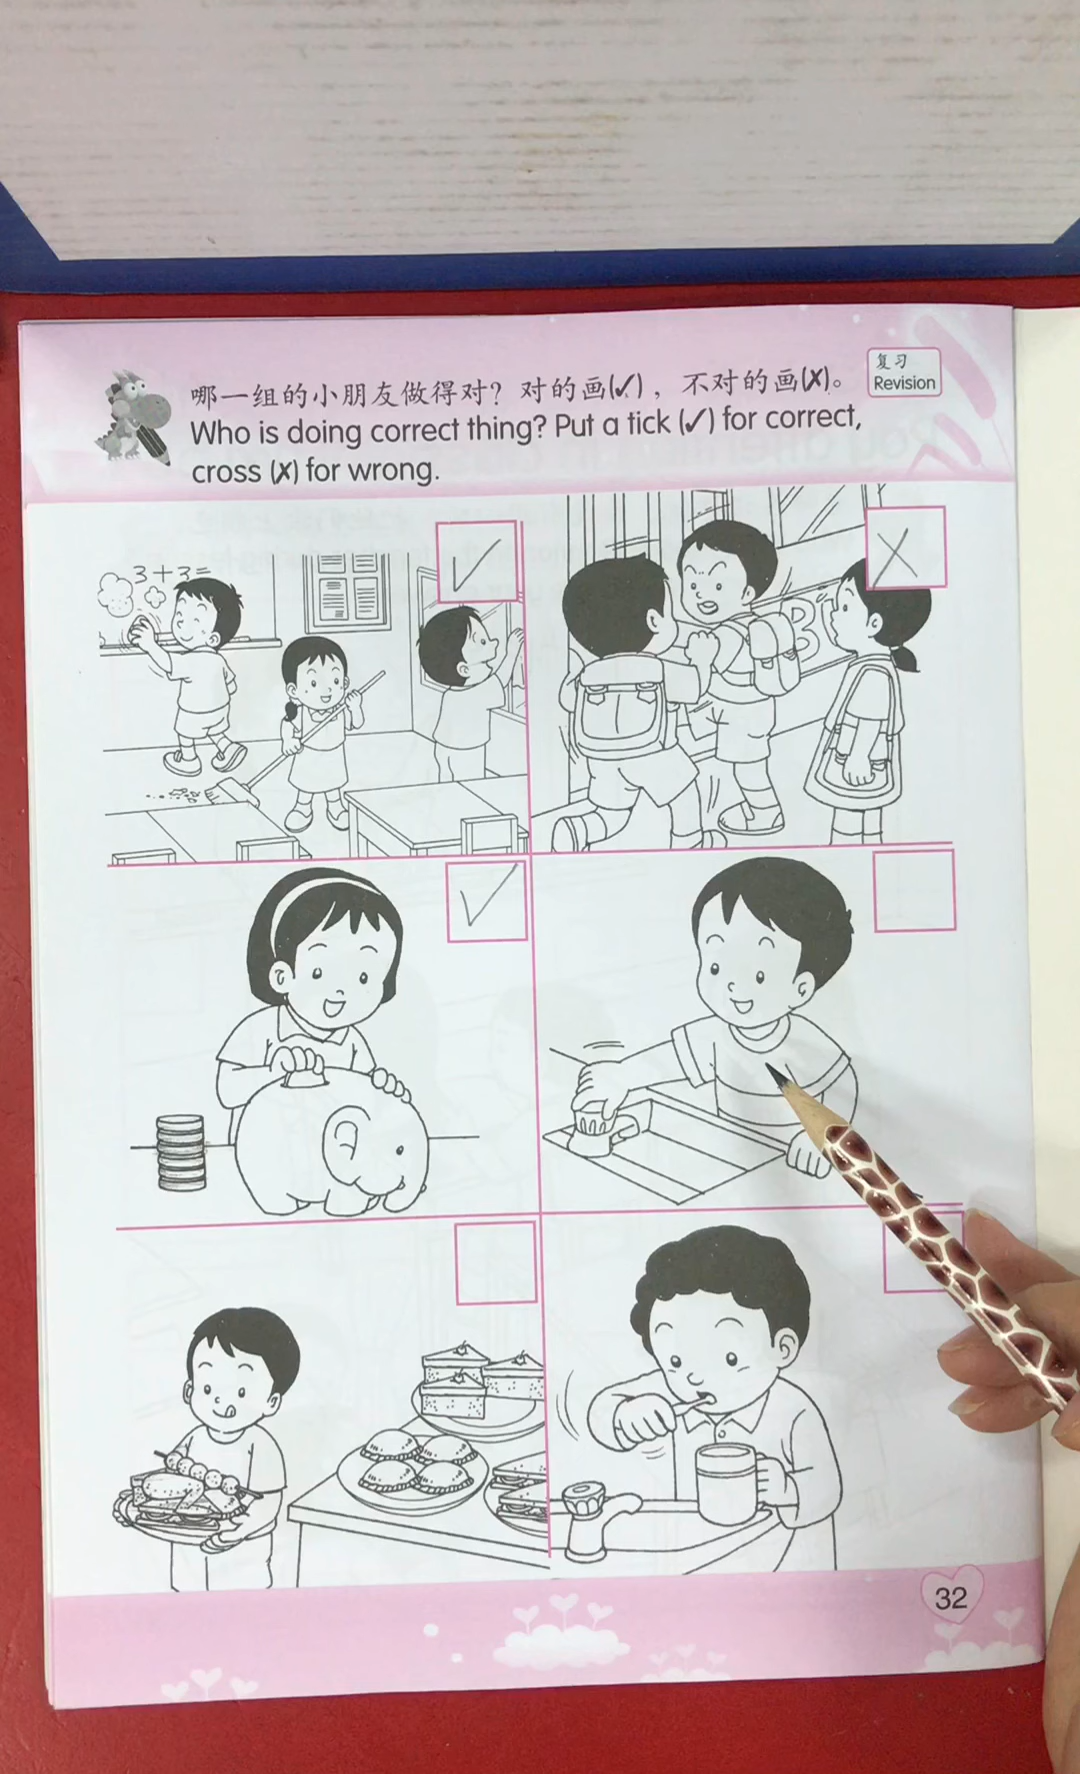 哪一组的小朋友做得对？对的画(✓)，不对的画(✗)。
复习
Revision
Who is doing correct thing? Put a tick (✓) for correct,
cross (✗) for wrong.
3+3=
B
32